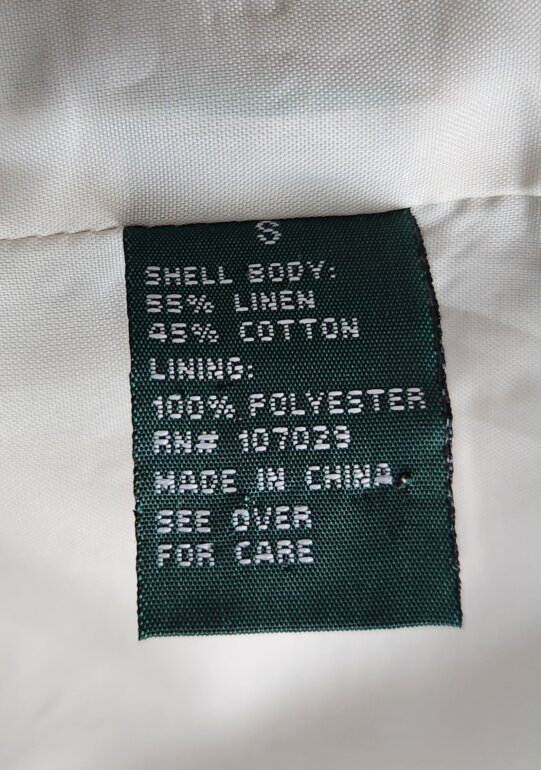 S
SHELL BODY:
55% LINEN
45% COTTON
LINING:
100% POLYESTER
RN# 107029
MADE IN CHINA
SEE OVER
FOR CARE